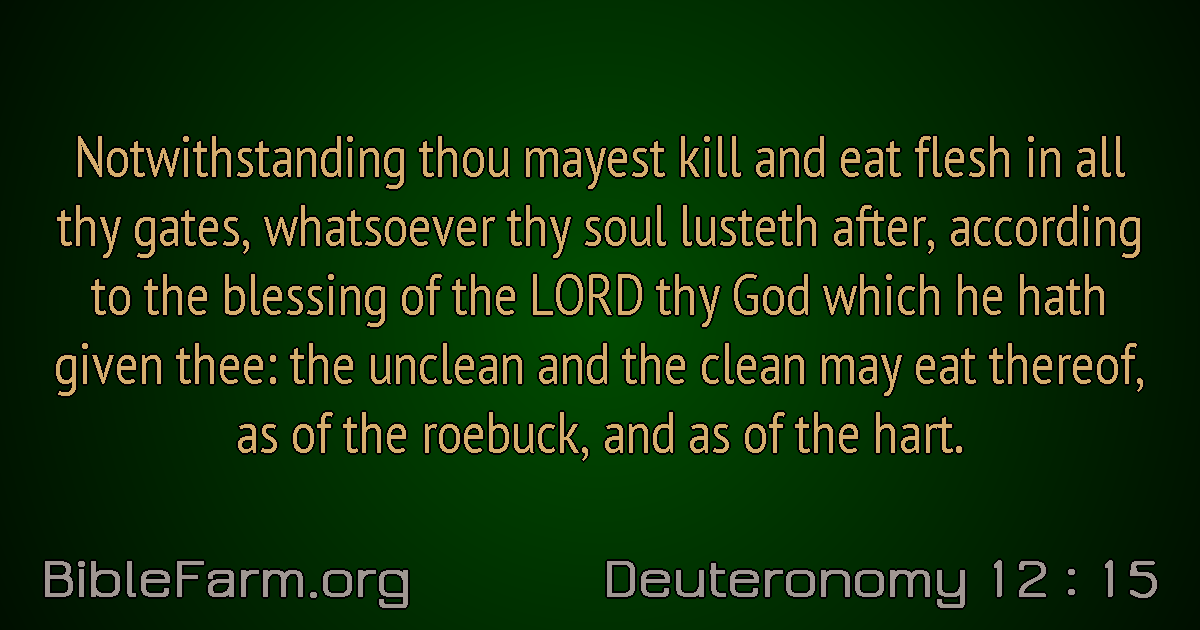 Notwithstanding thou mayest kill and eat flesh in all
thy gates, whatsoever thy soul lusteth after, according
to the blessing of the LORD thy God which he hath
given thee: the unclean and the clean may eat thereof,
as of the roebuck, and as of the hart.
BibleFarm.org
Deuteronomy 12 : 15